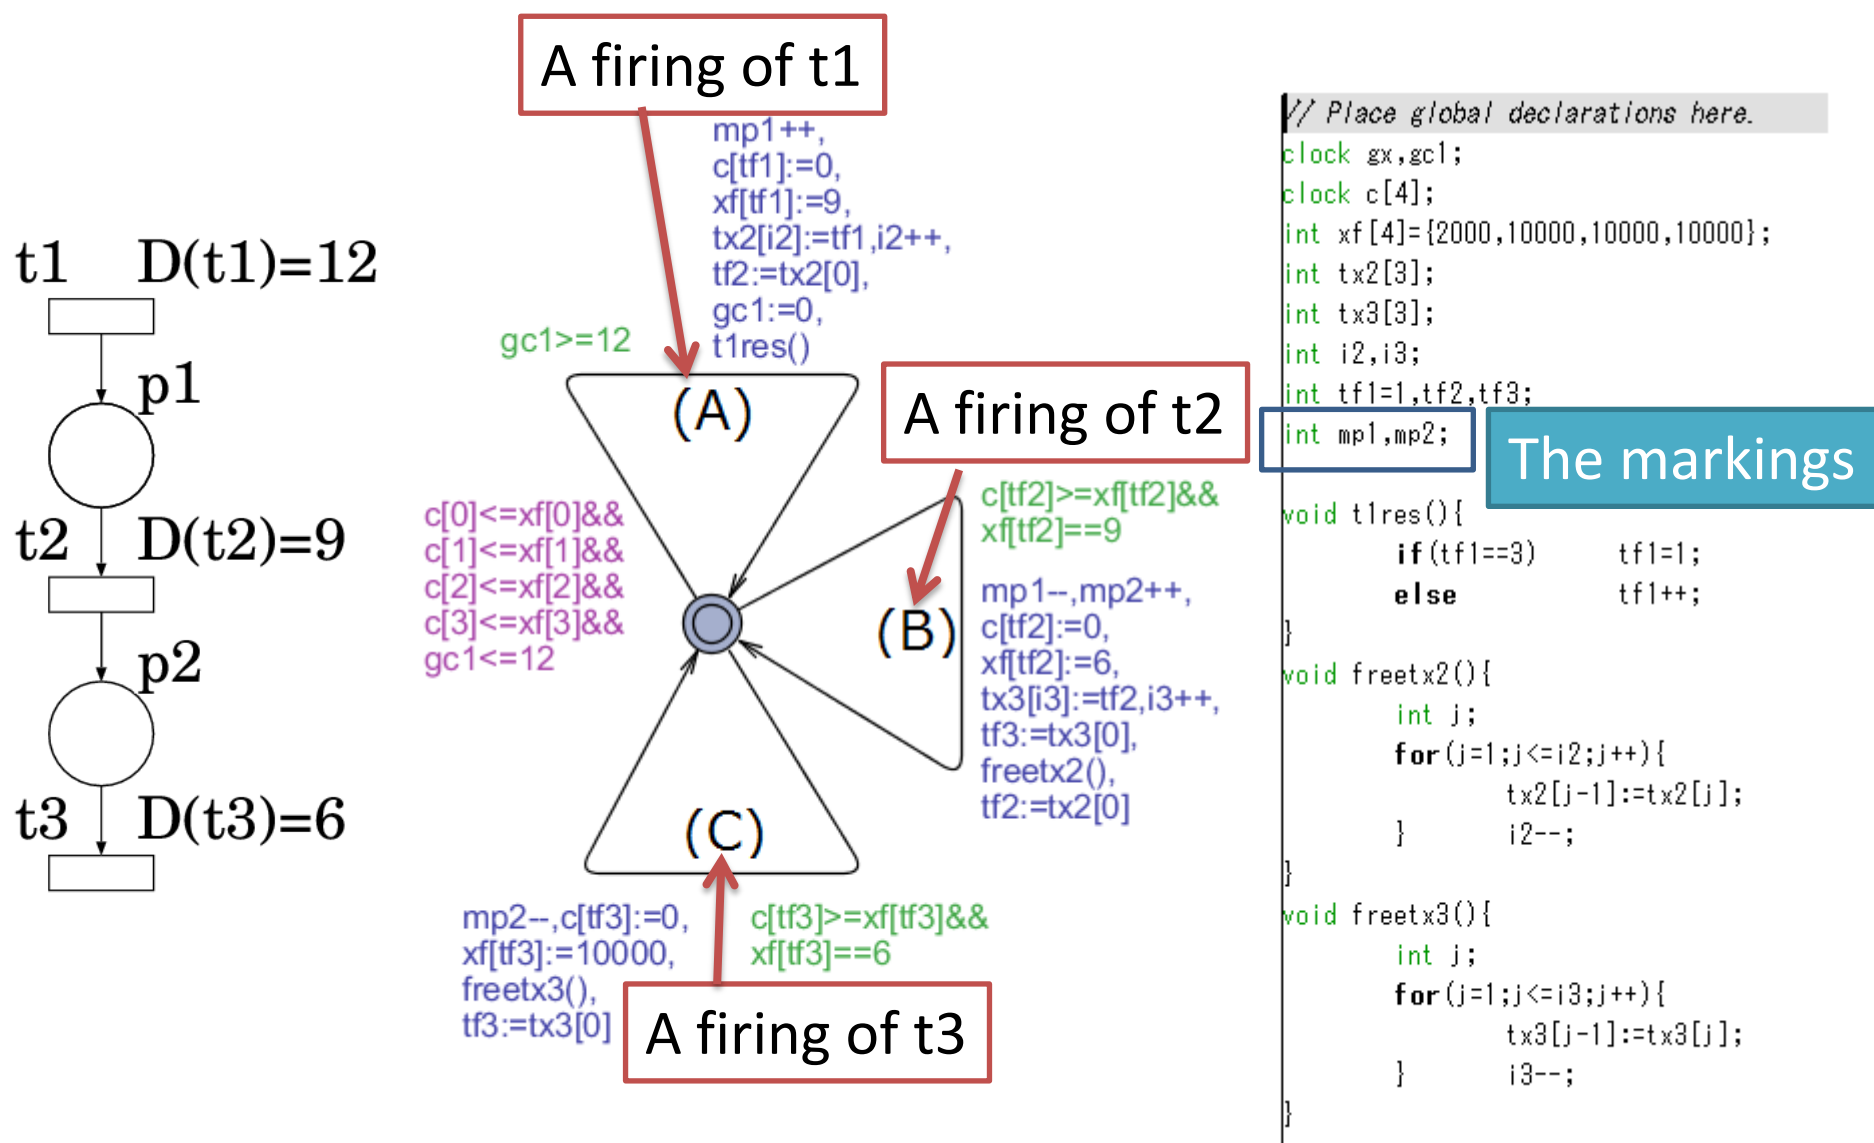 A firing of t1
t1 D(t1)=12
p1
t2 D(t2)=9
p2
t3 D(t3)=6
mp1++,
c[tf1]:=0,
xf[tf1]:=9,
tx2[i2]:=tf1,i2++,
tf2:=tx2[0],
gc1:=0,
t1res()
gc1>=12
(A)
A firing of t2
c[0]<=xf[0]&&
c[1]<=xf[1]&&
c[2]<=xf[2]&&
c[3]<=xf[3]&&
gc1<=12
c[tf2]>=xf[tf2]&&
xf[tf2]==9
(B)
mp1--,mp2++,
c[tf2]:=0,
xf[tf2]:=6,
tx3[i3]:=tf2,i3++,
tf3:=tx3[0],
freetx2(),
tf2:=tx2[0]
(C)
mp2--,c[tf3]:=0,
xf[tf3]:=10000,
freetx3(),
tf3:=tx3[0]
c[tf3]>=xf[tf3]&&
xf[tf3]==6
A firing of t3
// Place global declarations here.
clock gx,gc1;
clock c[4];
int xf[4]={2000,10000,10000,10000};
int tx2[3];
int tx3[3];
int i2,i3;
int tf1=1,tf2,tf3;
int mp1,mp2;
The markings
void t1res(){
if(tf1==3) tf1=1;
else tf1++;
}
void freetx2(){
int j;
for(j=1;j<=i2;j++){
tx2[j-1]:=tx2[j];
} i2--;
}
void freetx3(){
int j;
for(j=1;j<=i3;j++){
tx3[j-1]:=tx3[j];
} i3--;
}